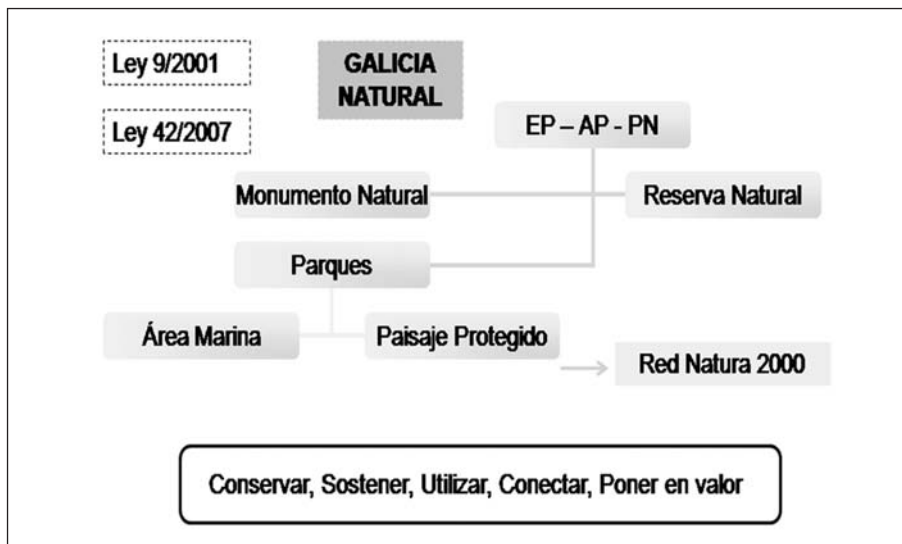 Ley 9/2001
GALICIA
NATURAL
Ley 42/2007
EP – AP - PN
Monumento Natural
Reserva Natural
Parques
Área Marina
Paisaje Protegido
Red Natura 2000
Conservar, Sostener, Utilizar, Conectar, Poner en valor